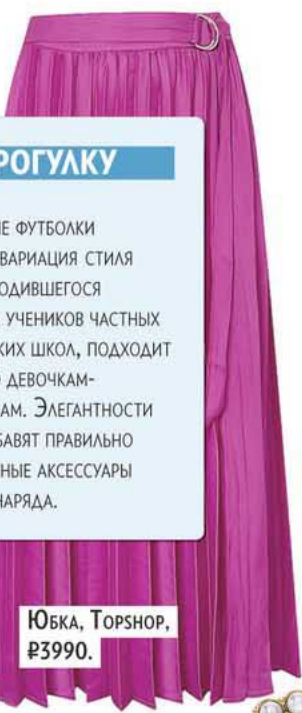 РОГУЛКУ
Е ФУТБОЛКИ
ВАРИАЦИЯ СТИЛЯ
ОДИВШЕГОСЯ
УЧЕНИКОВ ЧАСТНЫХ
КИХ ШКОЛ, ПОДХОДИТ
О ДЕВОЧКАМ-
АМ. ЭЛЕГАНТНОСТИ
БАВЯТ ПРАВИЛЬНО
НЫЕ АКСЕССУАРЫ
НАРЯДА.
ЮБКА, TOPSHOP,
₽3990.